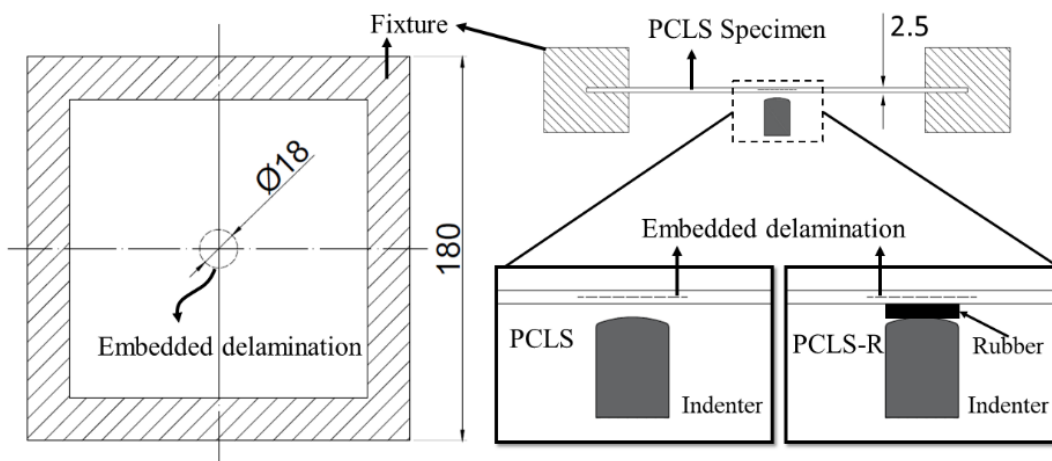 Fixture
PCLS Specimen
2.5
Ø18
180
Embedded delamination
Embedded delamination
PCLS
Indenter
PCLS-R
Rubber
Indenter